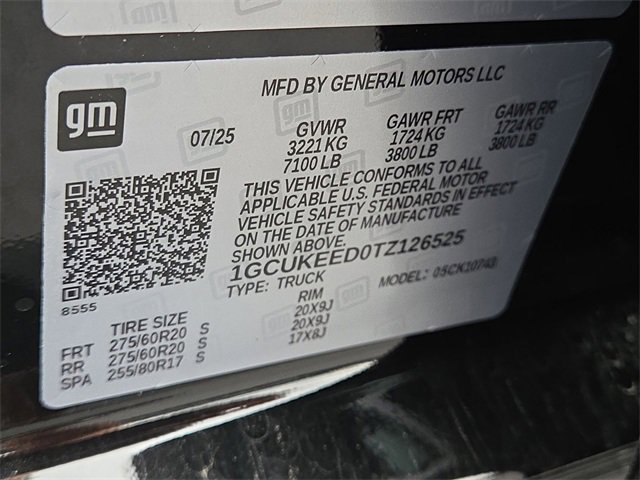 gm
MFD BY GENERAL MOTORS LLC
07/25
GVWR GAWR FRT GAWR RR
3221 KG 1724 KG 1724 KG
7100 LB 3800 LB 3800 LB
THIS VEHICLE CONFORMS TO ALL
APPLICABLE U.S. FEDERAL MOTOR
VEHICLE SAFETY STANDARDS IN EFFECT
ON THE DATE OF MANUFACTURE
SHOWN ABOVE.
1GCUKEED0TZ126525
TYPE: TRUCK MODEL: 05CK10743
8555
TIRE SIZE RIM
FRT 275/60R20 S 20X9J
RR 275/60R20 S 20X9J
SPA 255/80R17 S 17X8J